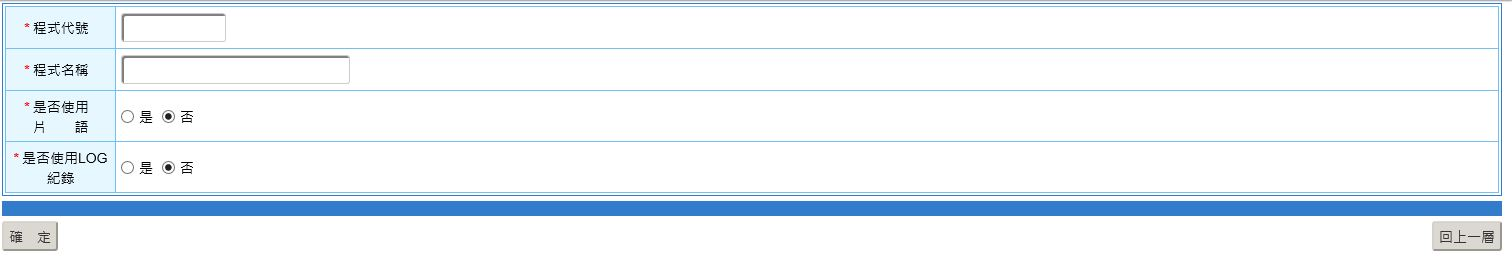 * 程式代號
* 程式名稱
* 是否使用
片　　語
是 否
* 是否使用LOG
紀錄
是 否
確　定
回上一層